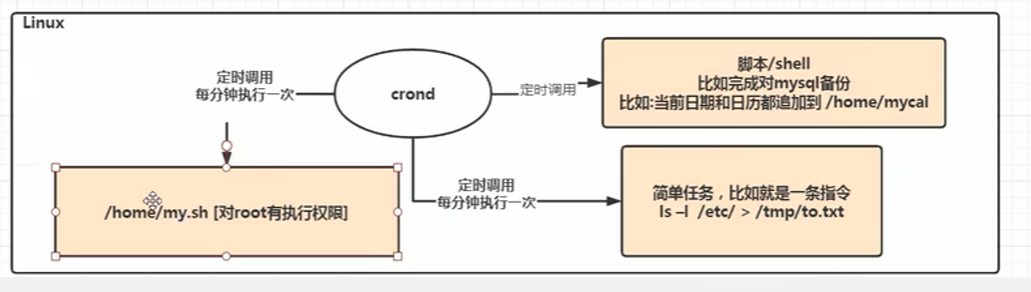 Linux
定时调用
每分钟执行一次
crond
定时调用
脚本/shell
比如完成对mysql备份
比如:当前日期和日历都追加到 /home/mycal
/home/my.sh [对root有执行权限]
定时调用
每分钟执行一次
简单任务，比如就是一条指令
ls –l /etc/ > /tmp/to.txt